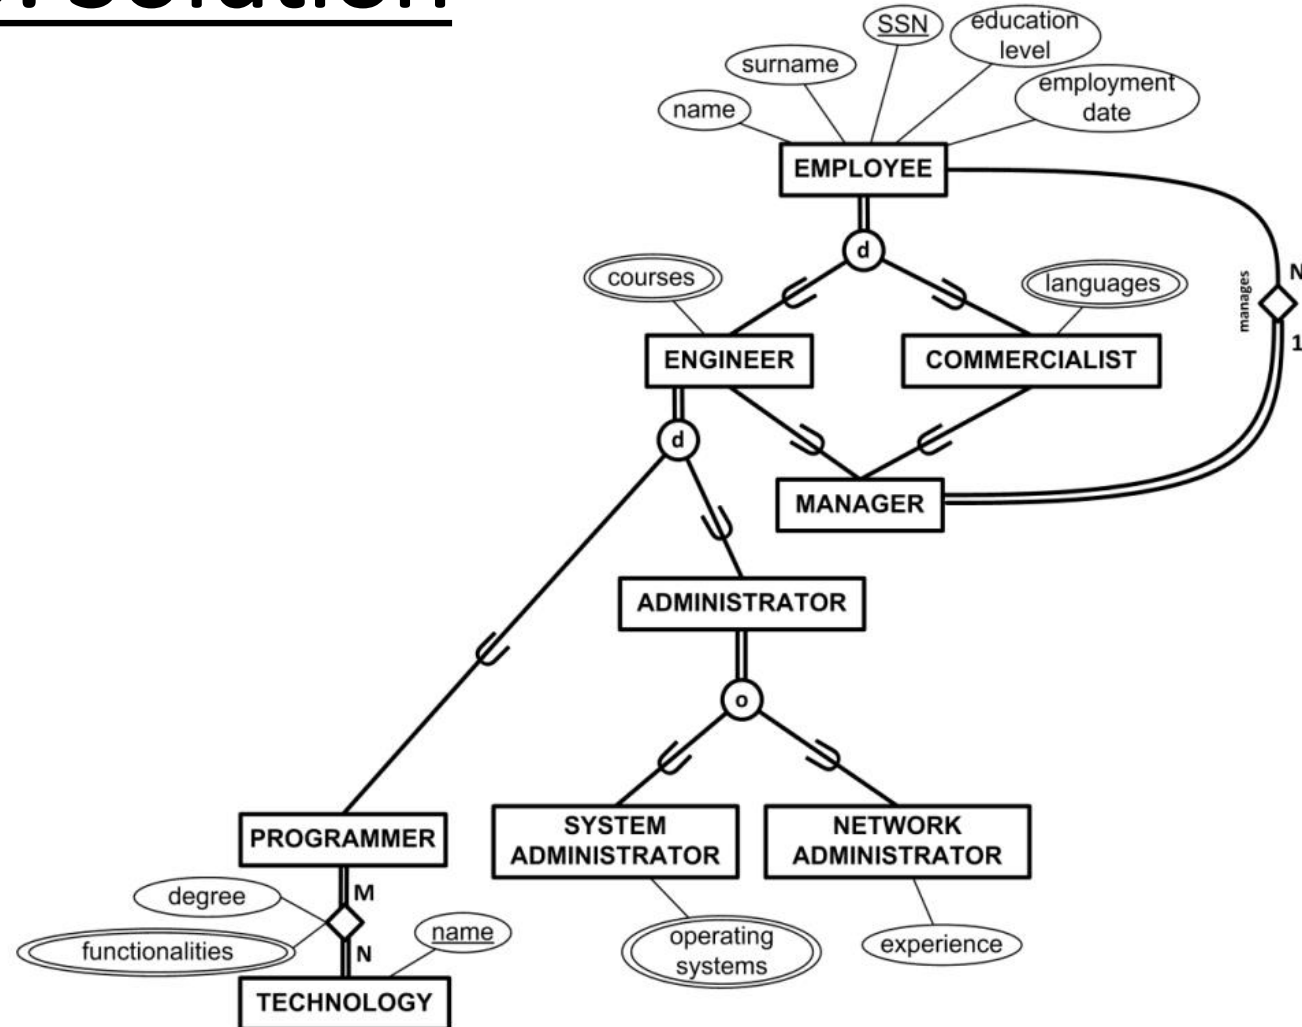 Solution
SSN
education
level
surname
employment
date
name
EMPLOYEE
d
courses
languages
manages
N
1
ENGINEER
COMMERCIALIST
d
MANAGER
ADMINISTRATOR
o
PROGRAMMER
SYSTEM
ADMINISTRATOR
NETWORK
ADMINISTRATOR
degree
M
functionalities
name
N
operating
systems
experience
TECHNOLOGY